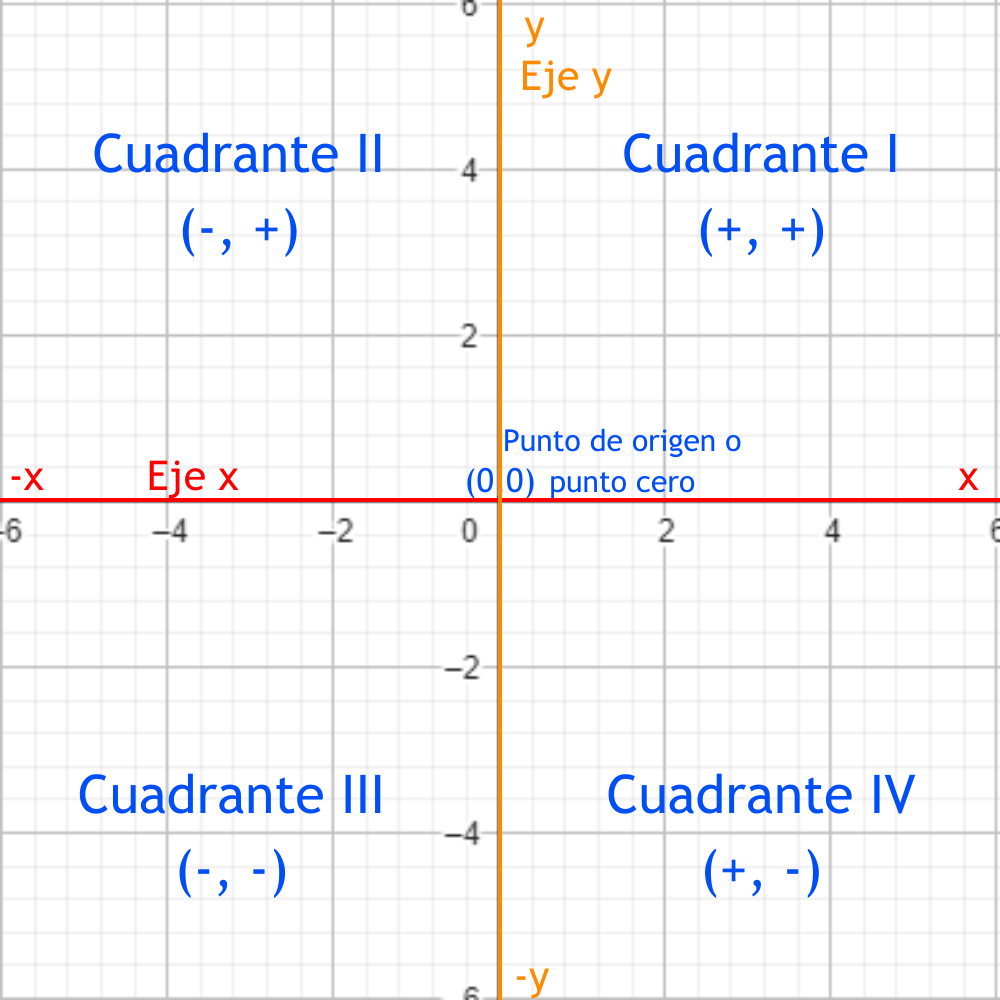 6
y
Eje y
Cuadrante II
Cuadrante I
4
(-, +)
(+, +)
2
Punto de origen o
(0 0) punto cero
-x
Eje x
x
-6
–4
–2
0
2
4
6
–2
Cuadrante III
Cuadrante IV
–4
(-, -)
(+, -)
-y
6